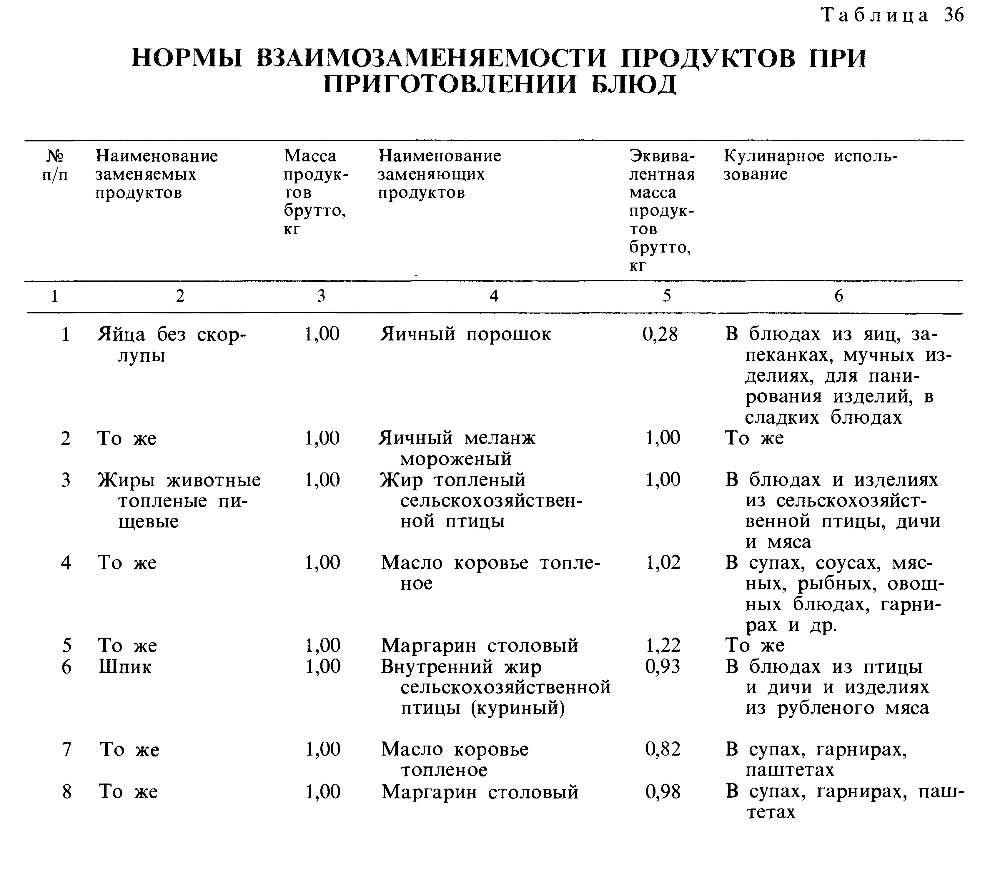 Таблица 36
НОРМЫ ВЗАИМОЗАМЕНЯЕМОСТИ ПРОДУКТОВ ПРИ
ПРИГОТОВЛЕНИИ БЛЮД
№ Наименование Масса Наименование Эквива- Кулинарное исполь-
п/п заменяемых продук- заменяющих лентная зование
продуктов гов продуктов масса
брутто, продук-
кг тов
брутто,
кг
1 2 3 4 5 6
1 Яйца без скор- 1,00 Яичный порошок 0,28 В блюдах из яиц, за-
лупы пеканках, мучных из-
делиях, для пани-
рования изделий, в
сладких блюдах
2 То же 1,00 Яичный меланж 1,00 То же
мороженый
3 Жиры животные 1,00 Жир топленый 1,00 В блюдах и изделиях
топленые пи- сельскохозяйствен- из сельскохозяйст-
щевые ной птицы венной птицы, дичи
и мяса
4 То же 1,00 Масло коровье топле- 1,02 В супах, соусах, мяс-
ное ных, рыбных, овощ-
ных блюдах, гарни-
рах и др.
5 То же 1,00 Маргарин столовый 1,22 То же
6 Шпик 1,00 Внутренний жир 0,93 В блюдах из птицы
сельскохозяйственной и дичи и изделиях
птицы (куриный) из рубленого мяса
7 То же 1,00 Масло коровье 0,82 В супах, гарнирах,
топленое паштетах
8 То же 1,00 Маргарин столовый 0,98 В супах, гарнирах, паш-
тетах